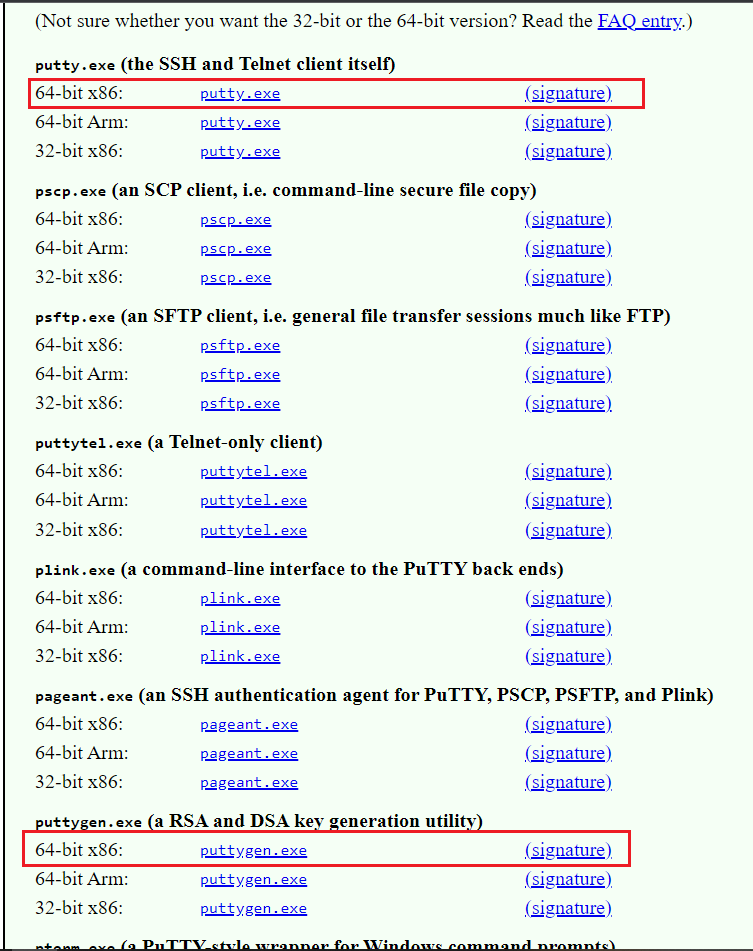 (Not sure whether you want the 32-bit or the 64-bit version? Read the FAQ entry.)
putty.exe (the SSH and Telnet client itself)
64-bit x86: putty.exe (signature)
64-bit Arm: putty.exe (signature)
32-bit x86: putty.exe (signature)
pscp.exe (an SCP client, i.e. command-line secure file copy)
64-bit x86: pscp.exe (signature)
64-bit Arm: pscp.exe (signature)
32-bit x86: pscp.exe (signature)
psftp.exe (an SFTP client, i.e. general file transfer sessions much like FTP)
64-bit x86: psftp.exe (signature)
64-bit Arm: psftp.exe (signature)
32-bit x86: psftp.exe (signature)
puttytel.exe (a Telnet-only client)
64-bit x86: puttytel.exe (signature)
64-bit Arm: puttytel.exe (signature)
32-bit x86: puttytel.exe (signature)
plink.exe (a command-line interface to the PuTTY back ends)
64-bit x86: plink.exe (signature)
64-bit Arm: plink.exe (signature)
32-bit x86: plink.exe (signature)
pageant.exe (an SSH authentication agent for PuTTY, PSCP, PSFTP, and Plink)
64-bit x86: pageant.exe (signature)
64-bit Arm: pageant.exe (signature)
32-bit x86: pageant.exe (signature)
puttygen.exe (a RSA and DSA key generation utility)
64-bit x86: puttygen.exe (signature)
64-bit Arm: puttygen.exe (signature)
32-bit x86: puttygen.exe (signature)
pterm.exe (a PuTTY-style wrapper for Windows command prompts)